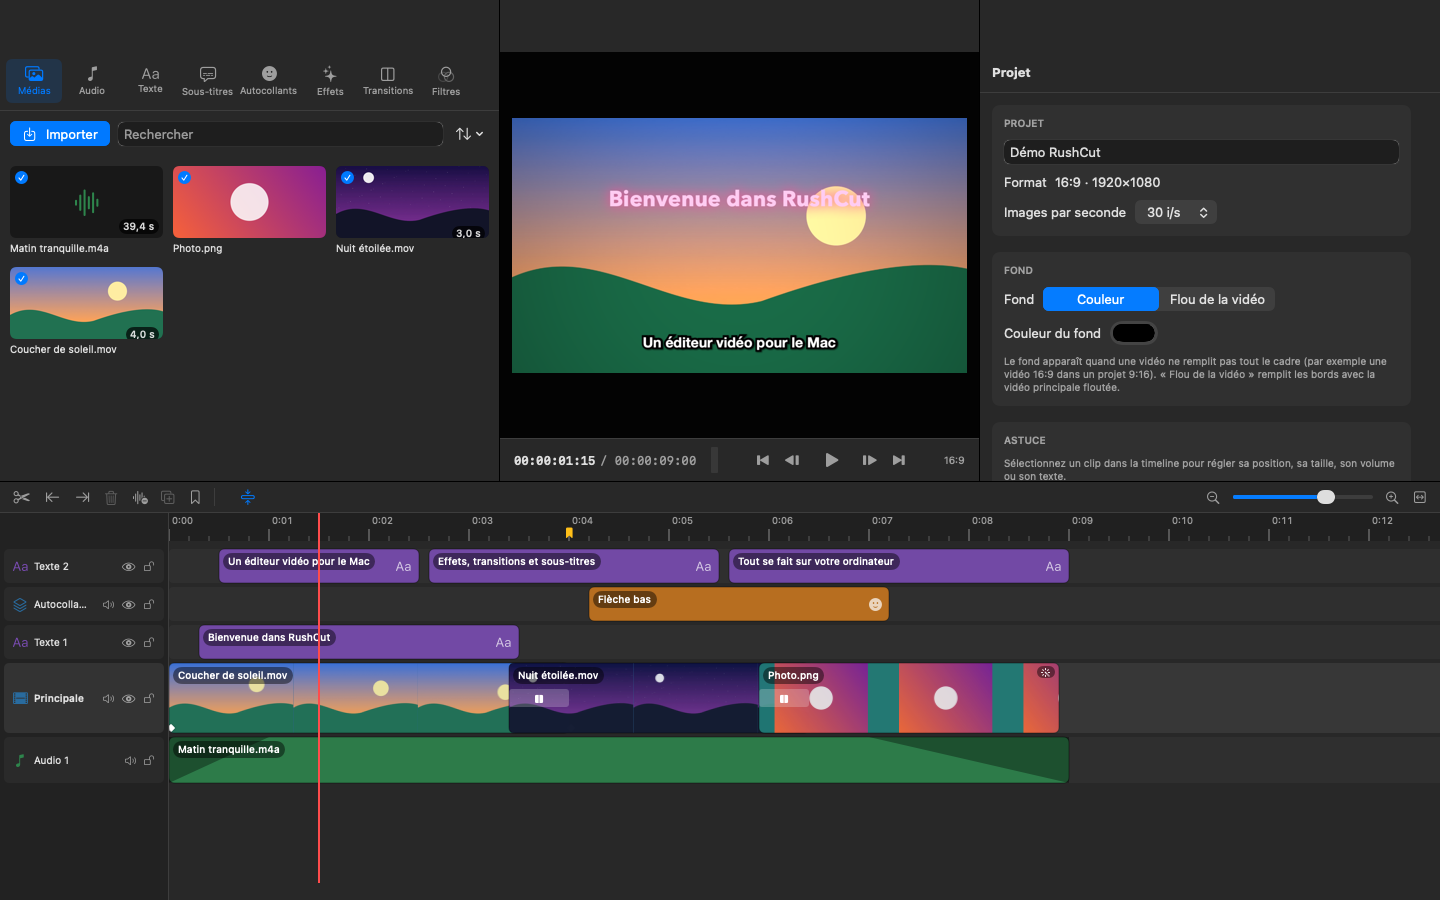 Médias
Audio
Aa
Texte
Sous-titres
Autocollants
Effets
Transitions
Filtres
Importer
Rechercher
39,4 s
Matin tranquille.m4a
Photo.png
3,0 s
Nuit étoilée.mov
4,0 s
Coucher de soleil.mov
Bienvenue dans RushCut
Un éditeur vidéo pour le Mac
00:00:01:15 / 00:00:09:00
16:9
Projet
PROJET
Démo RushCut
Format 16:9 · 1920×1080
Images par seconde 30 i/s
FOND
Fond Couleur Flou de la vidéo
Couleur du fond
Le fond apparaît quand une vidéo ne remplit pas tout le cadre (par exemple une
vidéo 16:9 dans un projet 9:16). « Flou de la vidéo » remplit les bords avec la
vidéo principale floutée.
ASTUCE
Sélectionnez un clip dans la timeline pour régler sa position, sa taille, son volume
ou son texte.
0:00 0:01 0:02 0:03 0:04 0:05 0:06 0:07 0:08 0:09 0:10 0:11 0:12
Aa Texte 2
Un éditeur vidéo pour le Mac Aa
Effets, transitions et sous-titres Aa
Tout se fait sur votre ordinateur Aa
Autocolla...
Flèche bas
Aa Texte 1
Bienvenue dans RushCut Aa
Principale
Coucher de soleil.mov
Nuit étoilée.mov
Photo.png
Audio 1
Matin tranquille.m4a